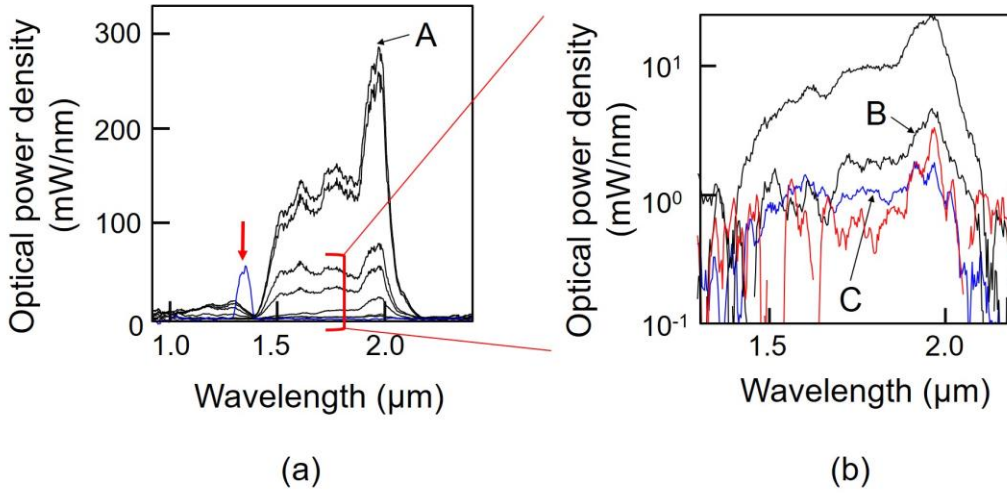 Optical power density
(mW/nm)
300
200
100
0
A
1.0
1.5
2.0
Wavelength (μm)
(a)
Optical power density
(mW/nm)
10¹
10⁰
10⁻¹
B
C
1.5
2.0
Wavelength (μm)
(b)